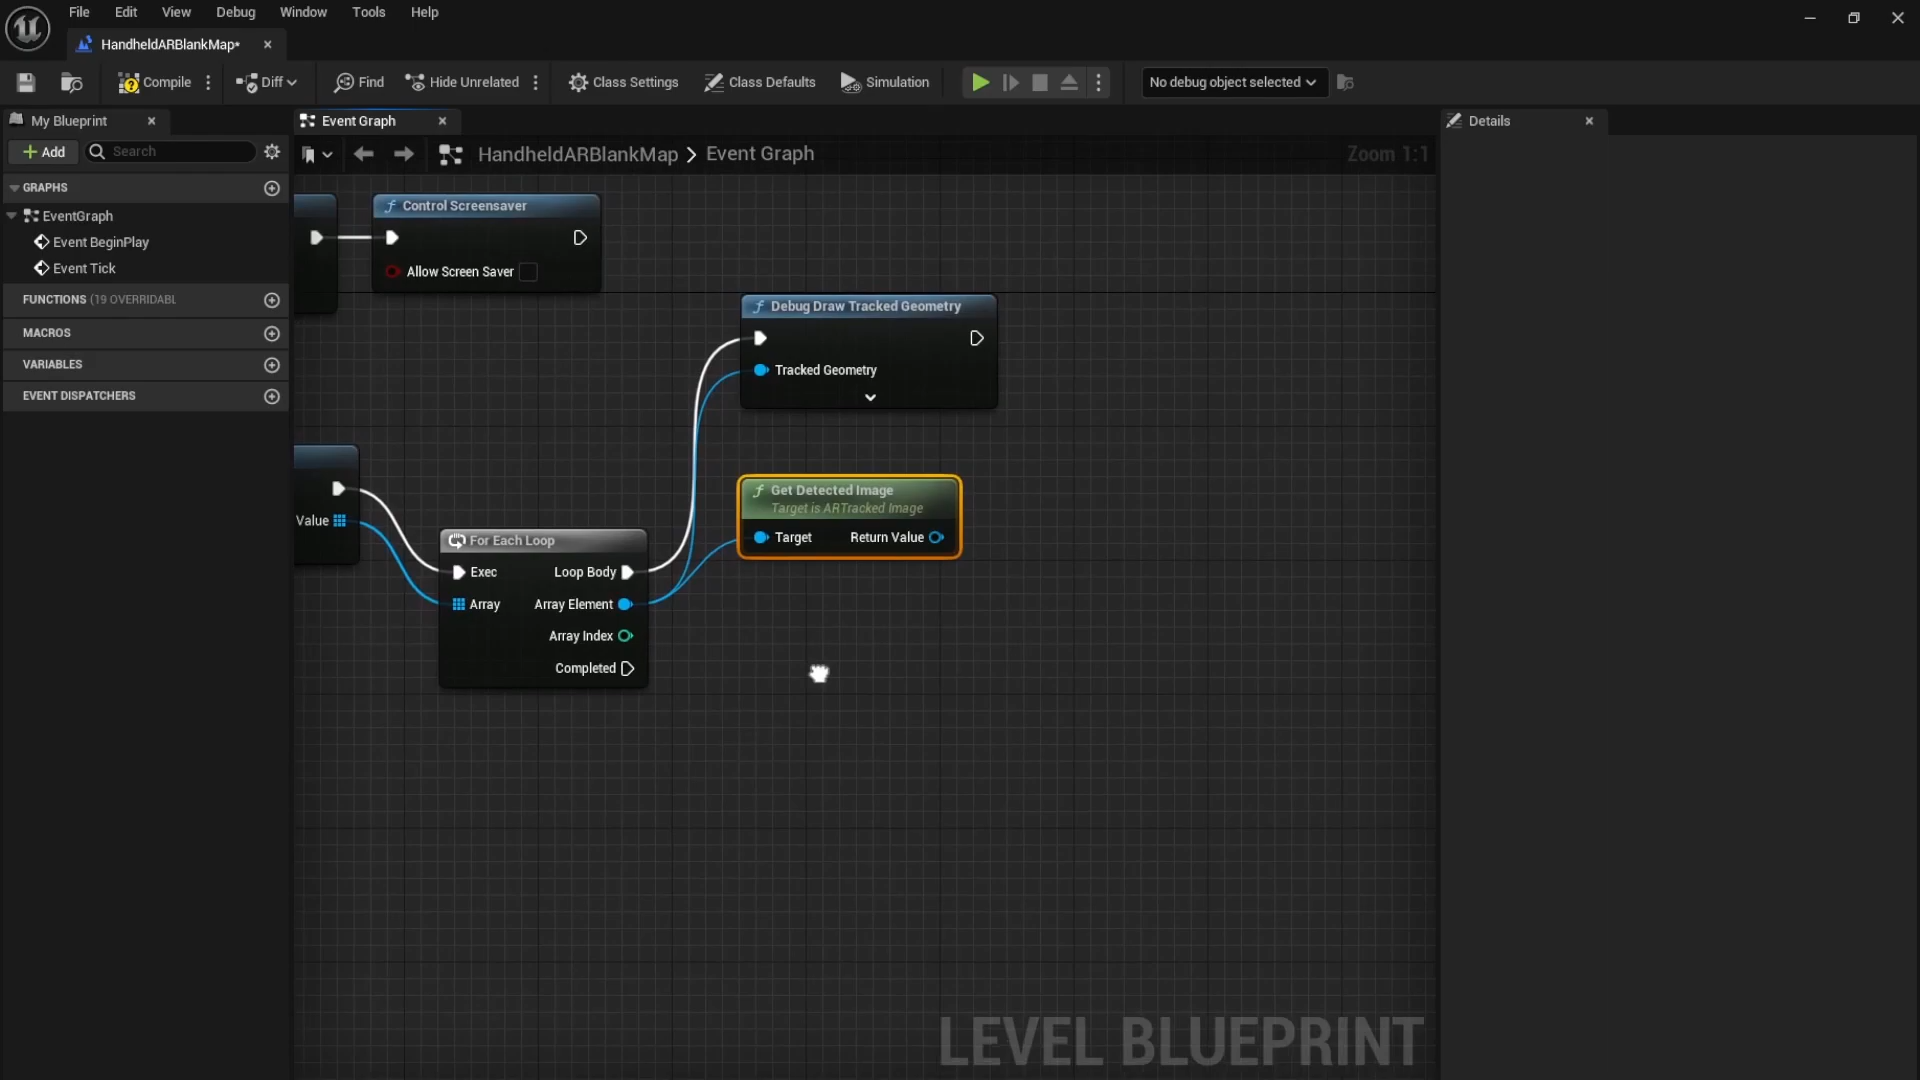 File Edit View Debug Window Tools Help
HandheldARBlankMap*
Compile Diff Find Hide Unrelated Class Settings Class Defaults Simulation No debug object selected
My Blueprint
Event Graph
Details
Add Search
HandheldARBlankMap > Event Graph
Zoom 1:1
GRAPHS
EventGraph
Event BeginPlay
Event Tick
FUNCTIONS (19 OVERRIDABL
MACROS
VARIABLES
EVENT DISPATCHERS
f Control Screensaver
Allow Screen Saver
f Debug Draw Tracked Geometry
Tracked Geometry
f Get Detected Image
Target is ARTracked Image
Target Return Value
Value
For Each Loop
Exec Loop Body
Array Array Element
Array Index
Completed
LEVEL BLUEPRINT